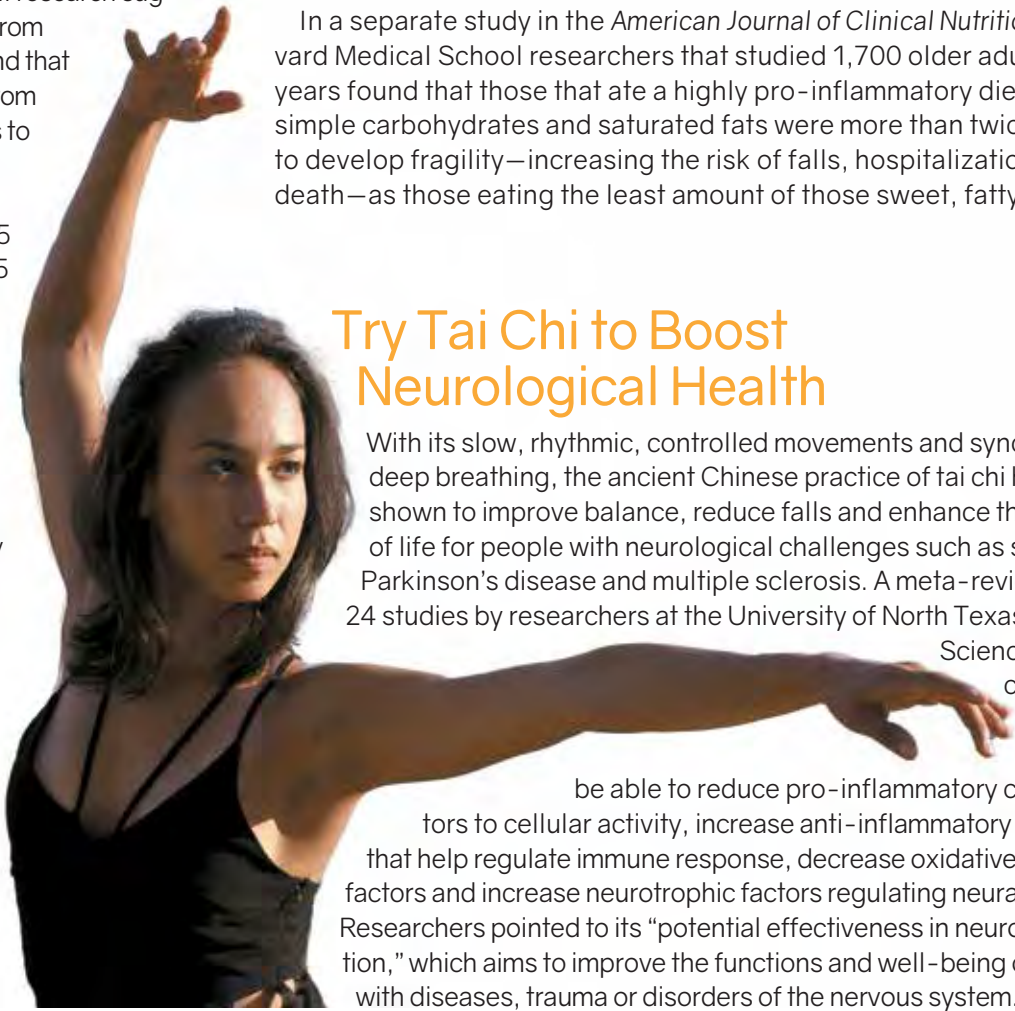 rom
nd that
om
s to
5
5
y
In a separate study in the American Journal of Clinical Nutriti
vard Medical School researchers that studied 1,700 older adu
years found that those that ate a highly pro-inflammatory die
simple carbohydrates and saturated fats were more than twic
to develop fragility—increasing the risk of falls, hospitalizatio
death—as those eating the least amount of those sweet, fatty
Try Tai Chi to Boost
Neurological Health
With its slow, rhythmic, controlled movements and sync
deep breathing, the ancient Chinese practice of tai chi
shown to improve balance, reduce falls and enhance th
of life for people with neurological challenges such as s
Parkinson's disease and multiple sclerosis. A meta-revi
24 studies by researchers at the University of North Texas
Scienc
be able to reduce pro-inflammatory c
tors to cellular activity, increase anti-inflammatory
that help regulate immune response, decrease oxidative
factors and increase neurotrophic factors regulating neura
Researchers pointed to its “potential effectiveness in neuro
tion,” which aims to improve the functions and well-being o
with diseases, trauma or disorders of the nervous system.